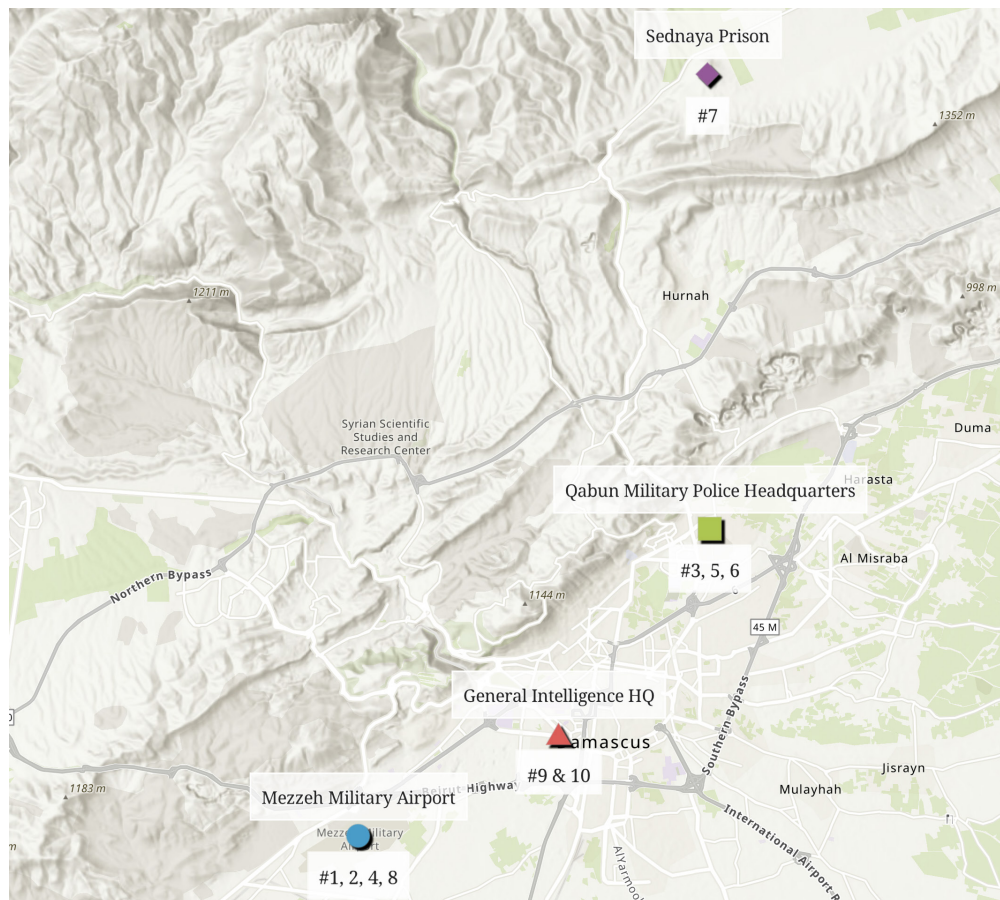 Sednaya Prison
#7
1352 m
1211 m
Hurnah
998 m
Syrian Scientific
Studies and
Research Center
Duma
Harasta
Qabun Military Police Headquarters
#3, 5, 6
Al Misraba
Northern Bypass
1144 m
45 M
General Intelligence HQ
Southern Bypass
amascus
#9 & 10
Jisrayn
Beirut Highway
Mulayhah
1183 m
Mezzeh Military Airport
#1, 2, 4, 8
International Airport R
AlYarmou